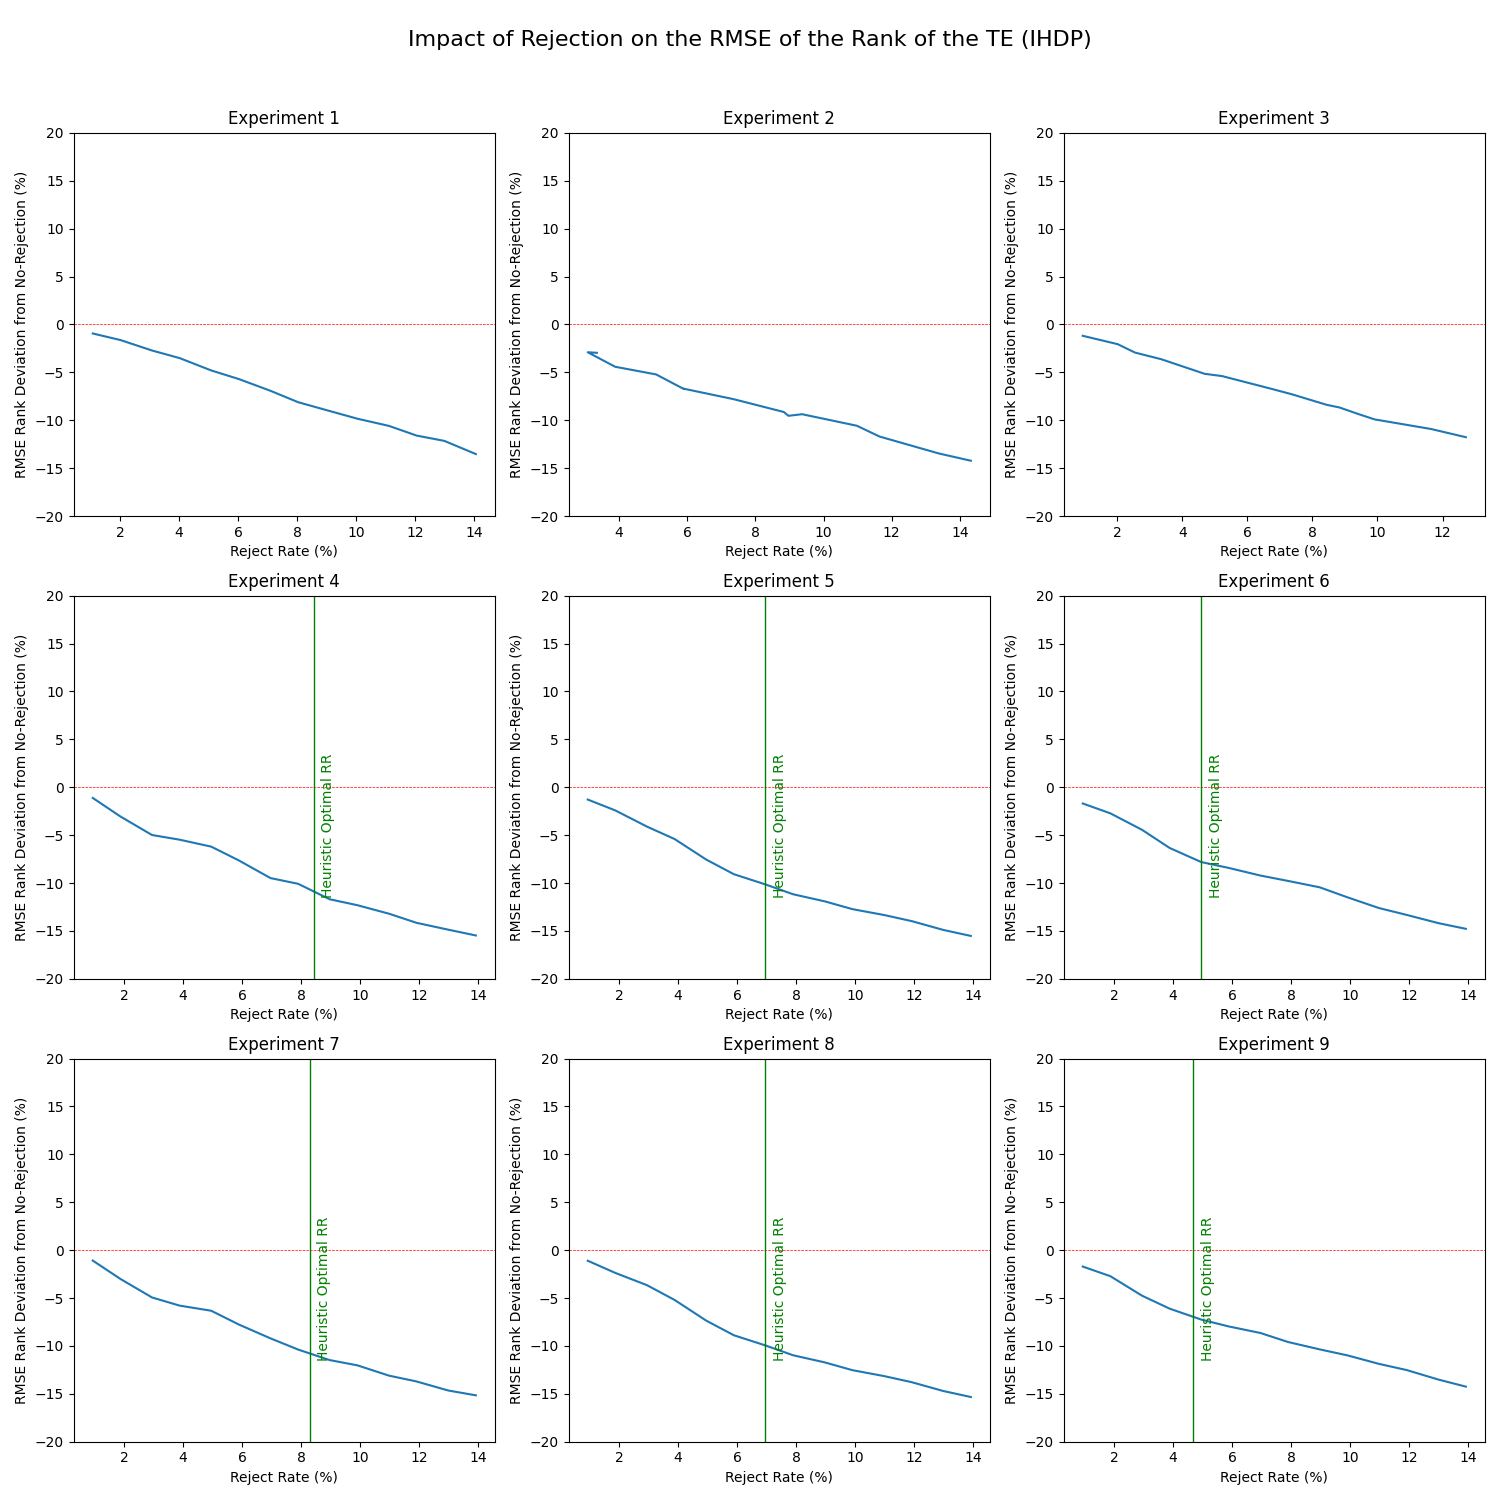 Impact of Rejection on the RMSE of the Rank of the TE (IHDP)
Experiment 1
RMSE Rank Deviation from No-Rejection (%)
20
15
10
5
0
−5
−10
−15
−20
2 4 6 8 10 12 14
Reject Rate (%)
Experiment 2
RMSE Rank Deviation from No-Rejection (%)
20
15
10
5
0
−5
−10
−15
−20
4 6 8 10 12 14
Reject Rate (%)
Experiment 3
RMSE Rank Deviation from No-Rejection (%)
20
15
10
5
0
−5
−10
−15
−20
2 4 6 8 10 12
Reject Rate (%)
Experiment 4
RMSE Rank Deviation from No-Rejection (%)
20
15
10
5
0
−5
−10
−15
−20
Heuristic Optimal RR
2 4 6 8 10 12 14
Reject Rate (%)
Experiment 5
RMSE Rank Deviation from No-Rejection (%)
20
15
10
5
0
−5
−10
−15
−20
Heuristic Optimal RR
2 4 6 8 10 12 14
Reject Rate (%)
Experiment 6
RMSE Rank Deviation from No-Rejection (%)
20
15
10
5
0
−5
−10
−15
−20
Heuristic Optimal RR
2 4 6 8 10 12 14
Reject Rate (%)
Experiment 7
RMSE Rank Deviation from No-Rejection (%)
20
15
10
5
0
−5
−10
−15
−20
Heuristic Optimal RR
2 4 6 8 10 12 14
Reject Rate (%)
Experiment 8
RMSE Rank Deviation from No-Rejection (%)
20
15
10
5
0
−5
−10
−15
−20
Heuristic Optimal RR
2 4 6 8 10 12 14
Reject Rate (%)
Experiment 9
RMSE Rank Deviation from No-Rejection (%)
20
15
10
5
0
−5
−10
−15
−20
Heuristic Optimal RR
2 4 6 8 10 12 14
Reject Rate (%)